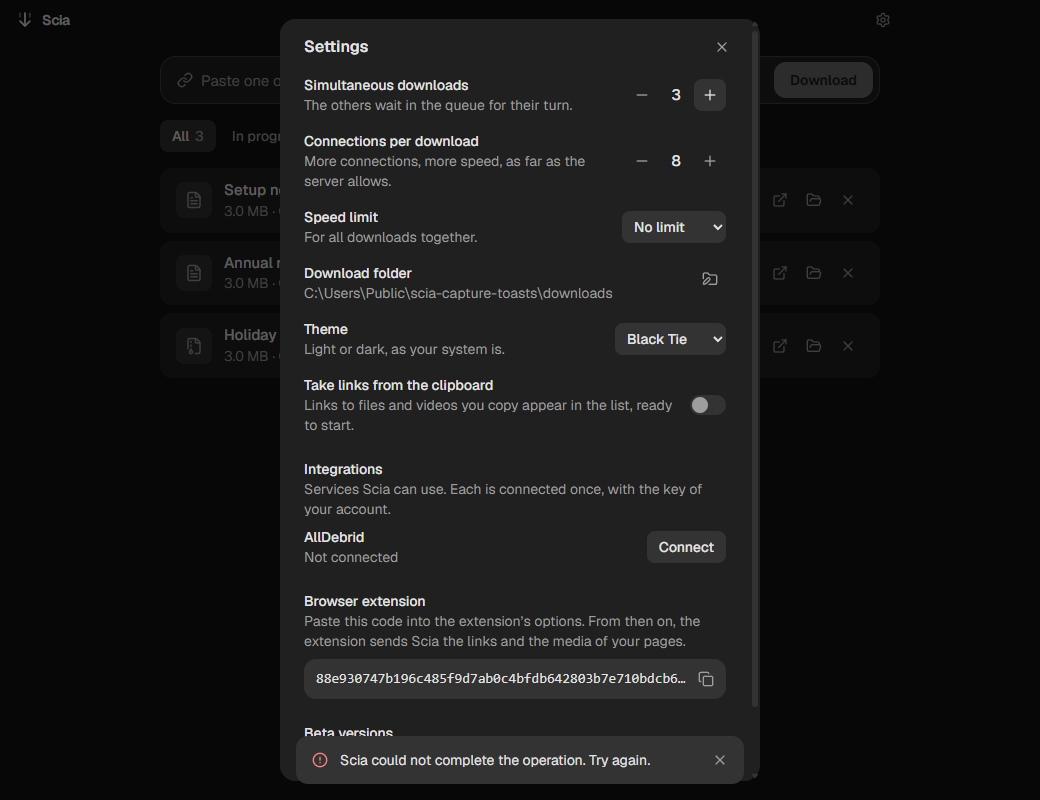 Scia
Settings
Paste one o
Download
Simultaneous downloads
The others wait in the queue for their turn.
3
All 3
In progr
Connections per download
More connections, more speed, as far as the
server allows.
8
Setup n
3.0 MB ·
Speed limit
For all downloads together.
No limit
Annual r
3.0 MB ·
Download folder
C:\Users\Public\scia-capture-toasts\downloads
Holiday
3.0 MB ·
Theme
Light or dark, as your system is.
Black Tie
Take links from the clipboard
Links to files and videos you copy appear in the list, ready
to start.
Integrations
Services Scia can use. Each is connected once, with the key of
your account.
AllDebrid
Not connected
Connect
Browser extension
Paste this code into the extension’s options. From then on, the
extension sends Scia the links and the media of your pages.
88e930747b196c485f9d7ab0c4bfdb642803b7e710bdcb6…
Beta versions
Scia could not complete the operation. Try again.